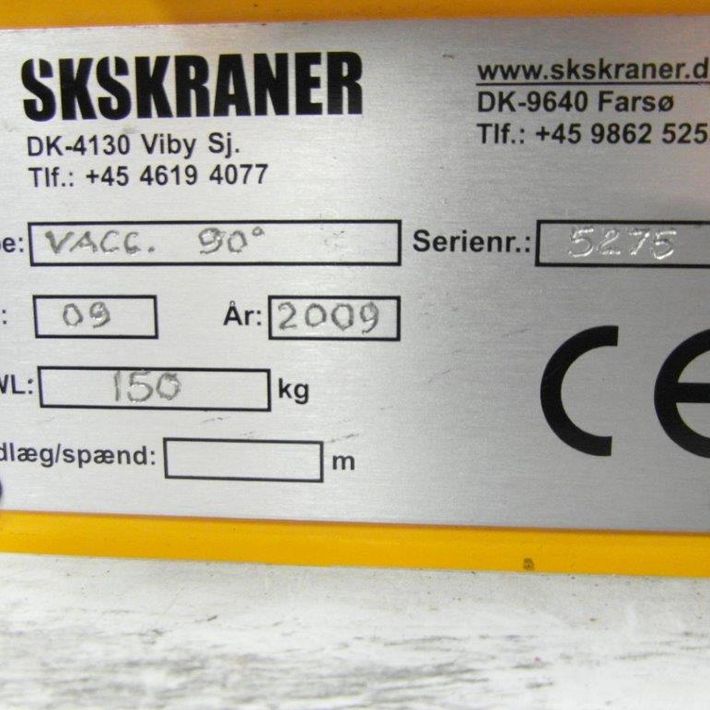 SKSKRANER
DK-4130 Viby Sj.
Tlf.: +45 4619 4077
www.skskraner.d
DK-9640 Farsø
Tlf.: +45 9862 525
e: VACC. 90° Serienr.: 5275
: 09 År: 2009
WL: 150 kg
dlæg/spænd: m
CE